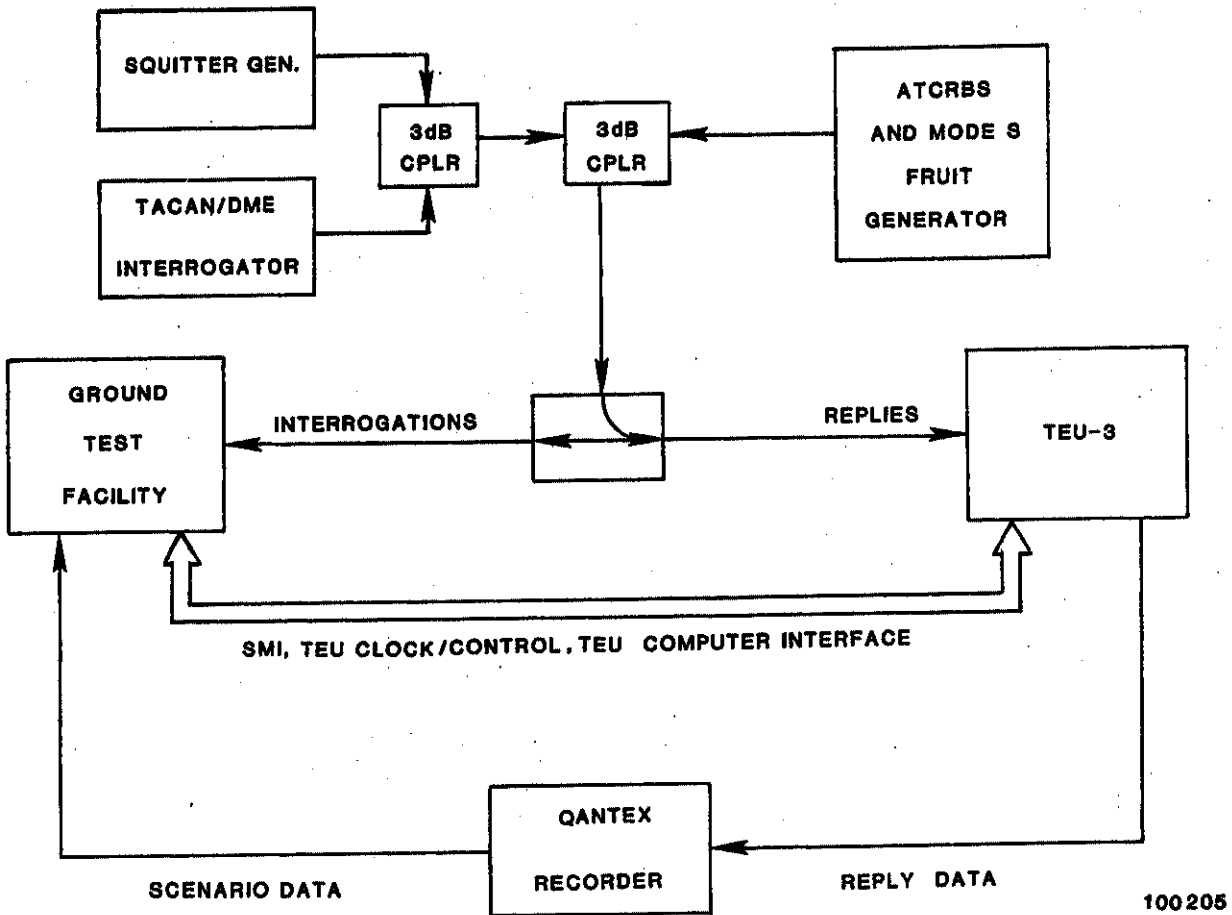 SQUITTER GEN.
3dB
CPLR
3dB
CPLR
ATCRBS
AND MODE S
FRUIT
GENERATOR
TACAN/DME
INTERROGATOR
GROUND
TEST
FACILITY
INTERROGATIONS
REPLIES
TEU-3
SMI, TEU CLOCK/CONTROL, TEU COMPUTER INTERFACE
QANTEX
RECORDER
SCENARIO DATA
REPLY DATA
100205